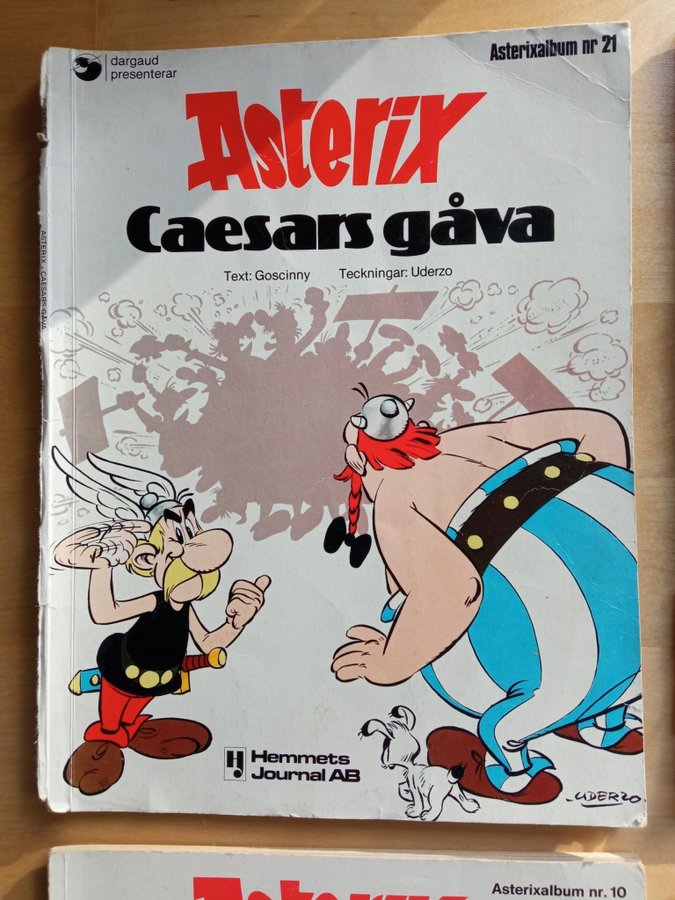 dargaud
presenterar
Asterixalbum nr 21
Asterix
Caesars gåva
Text: Goscinny Teckningar: Uderzo
ASTERIX - CAESARS GÅVA
H Hemmets
Journal AB
UDERZO
Asterixalbum nr. 10
Asterix